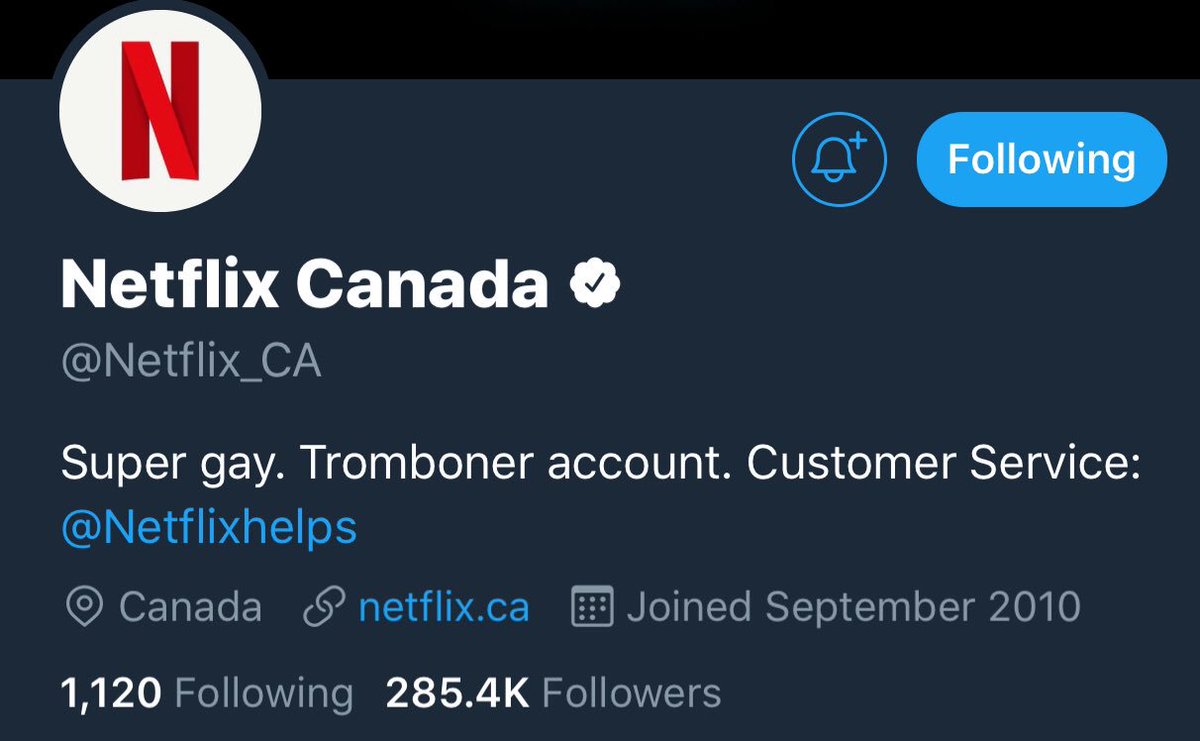 N
Following
Netflix Canada
@Netflix_CA
Super gay. Tromboner account. Customer Service:
@Netflixhelps
Canada netflix.ca Joined September 2010
1,120 Following 285.4K Followers